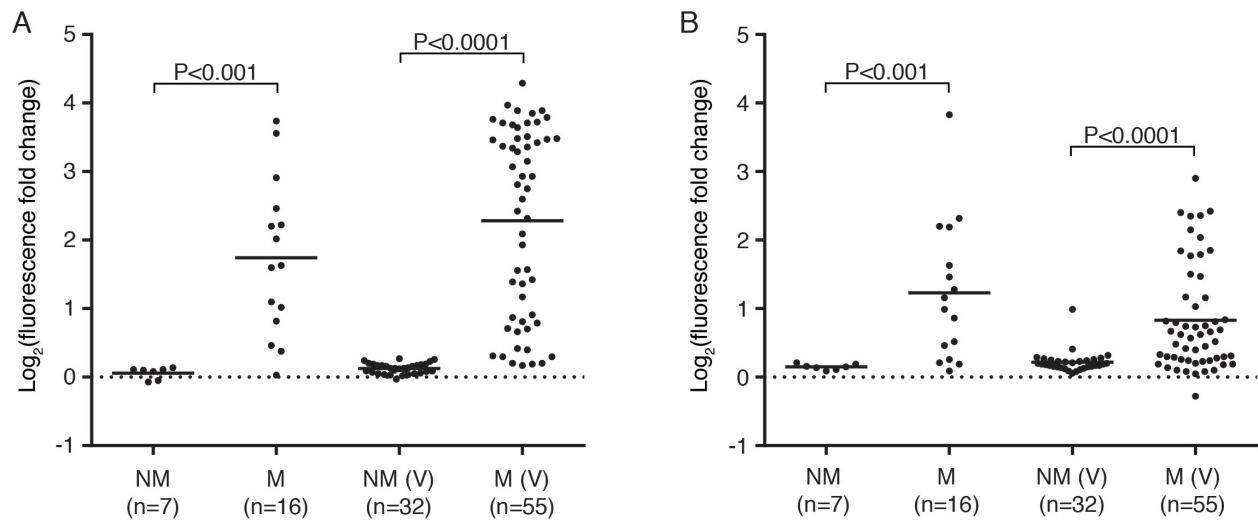 A
Log2(fluorescence fold change)
5
4
3
2
1
0
-1
P<0.001
P<0.0001
NM
(n=7)
M
(n=16)
NM (V)
(n=32)
M (V)
(n=55)
B
Log2(fluorescence fold change)
5
4
3
2
1
0
-1
P<0.001
P<0.0001
NM
(n=7)
M
(n=16)
NM (V)
(n=32)
M (V)
(n=55)